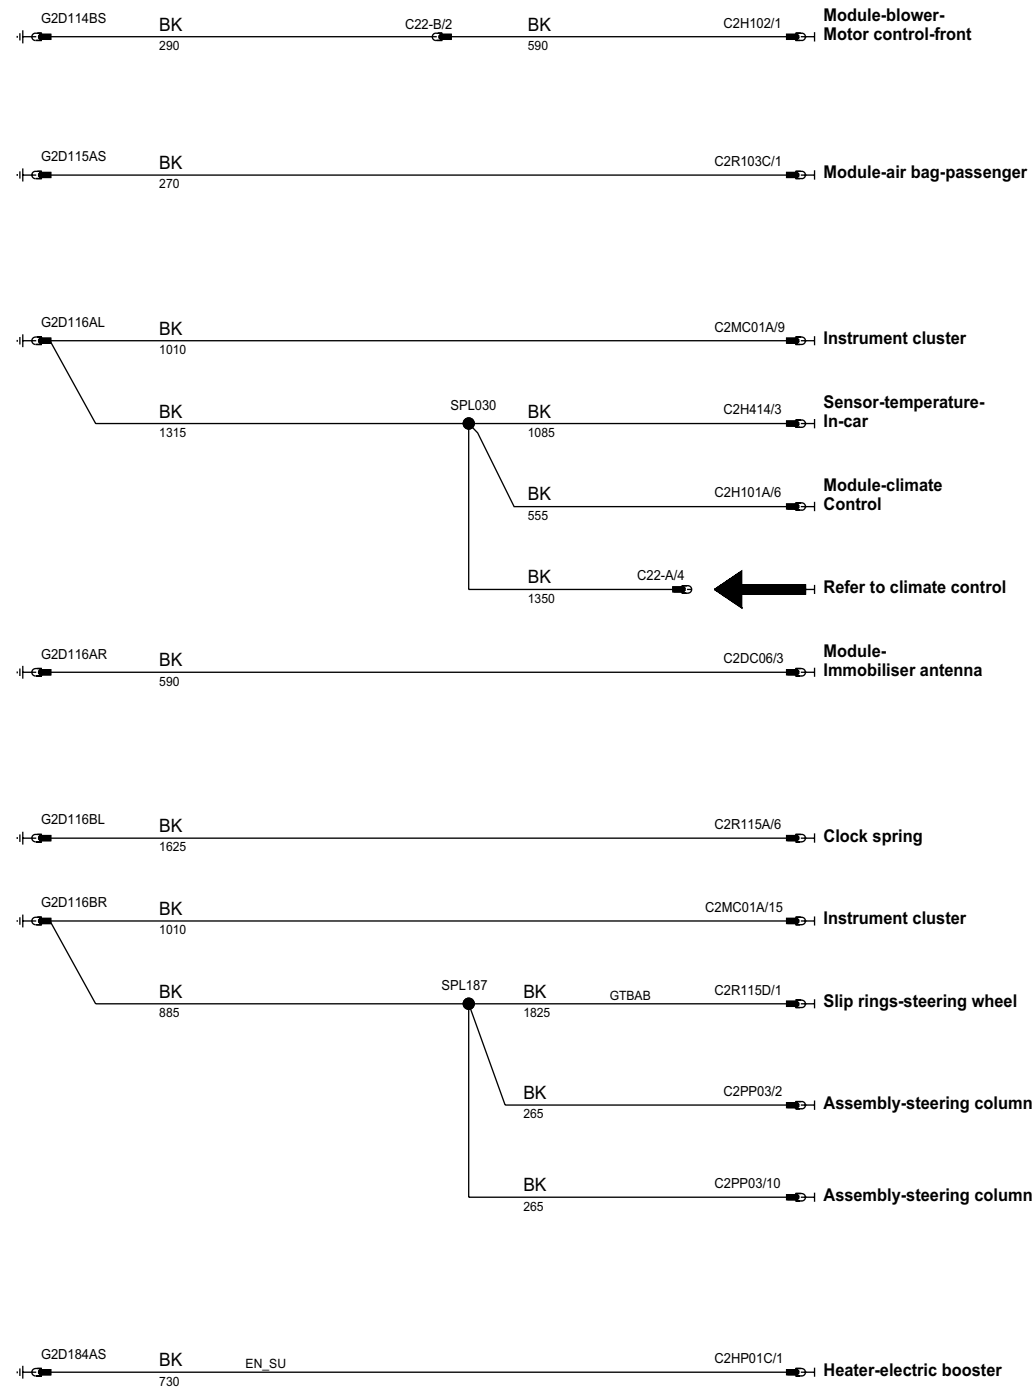 G2D114BS
BK
290
C22-B/2
BK
590
C2H102/1
Module-blower-
Motor control-front
G2D115AS
BK
270
C2R103C/1
Module-air bag-passenger
G2D116AL
BK
1010
C2MC01A/9
Instrument cluster
BK
1315
SPL030
BK
1085
C2H414/3
Sensor-temperature-
In-car
BK
555
C2H101A/6
Module-climate
Control
BK
1350
C22-A/4
Refer to climate control
G2D116AR
BK
590
C2DC06/3
Module-
Immobiliser antenna
G2D116BL
BK
1625
C2R115A/6
Clock spring
G2D116BR
BK
1010
C2MC01A/15
Instrument cluster
BK
885
SPL187
BK
1825
GTBAB
C2R115D/1
Slip rings-steering wheel
BK
265
C2PP03/2
Assembly-steering column
BK
265
C2PP03/10
Assembly-steering column
G2D184AS
BK
730
EN_SU
C2HP01C/1
Heater-electric booster